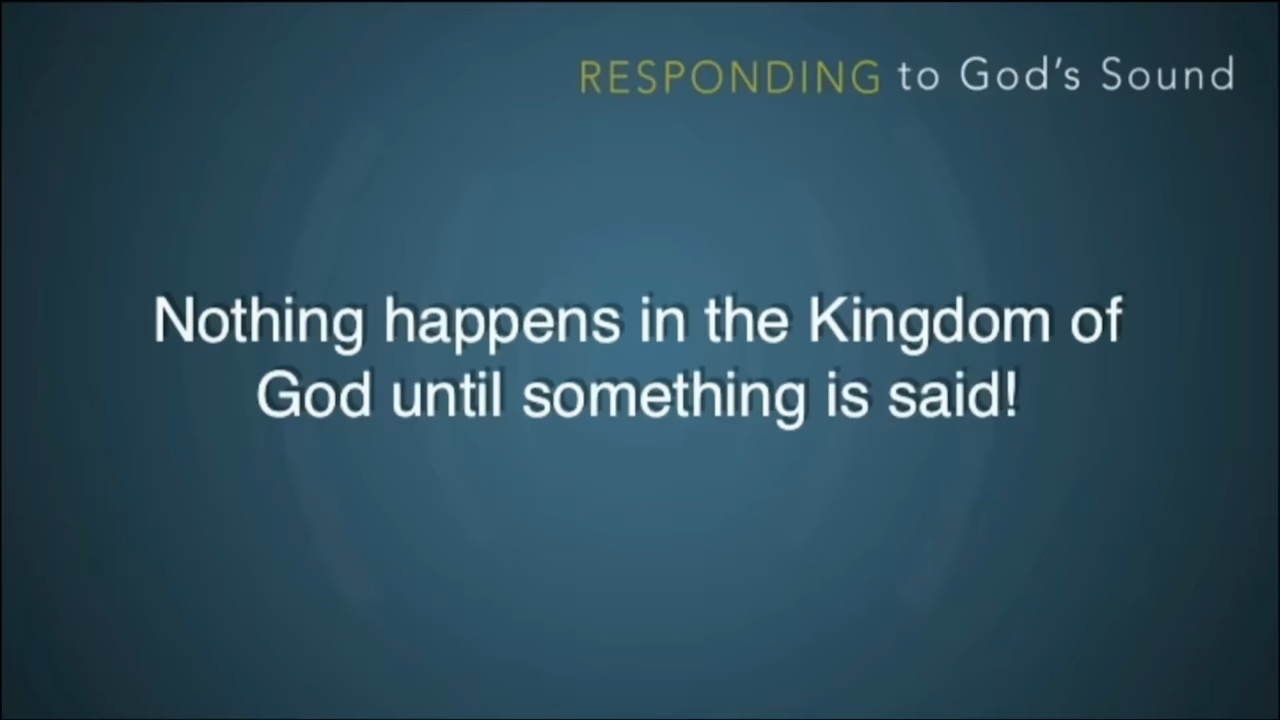 RESPONDING to God's Sound
Nothing happens in the Kingdom of
God until something is said!